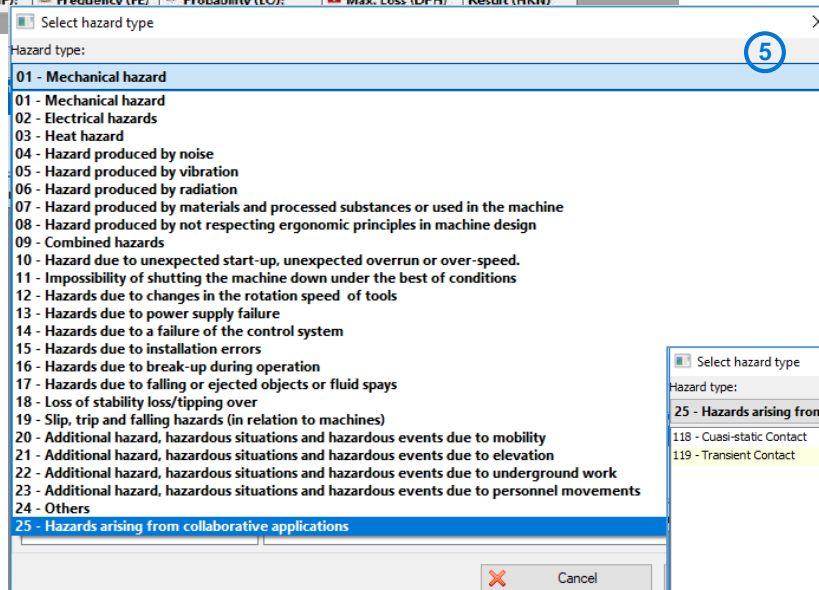 Frequency (FE) Probability (LO): Max. Loss (DPH) Result (HRN)
Select hazard type
Hazard type:
5
01 - Mechanical hazard
01 - Mechanical hazard
02 - Electrical hazards
03 - Heat hazard
04 - Hazard produced by noise
05 - Hazard produced by vibration
06 - Hazard produced by radiation
07 - Hazard produced by materials and processed substances or used in the machine
08 - Hazard produced by not respecting ergonomic principles in machine design
09 - Combined hazards
10 - Hazard due to unexpected start-up, unexpected overrun or over-speed.
11 - Impossibility of shutting the machine down under the best of conditions
12 - Hazards due to changes in the rotation speed of tools
13 - Hazards due to power supply failure
14 - Hazards due to a failure of the control system
15 - Hazards due to installation errors
16 - Hazards due to break-up during operation
17 - Hazards due to falling or ejected objects or fluid spays
18 - Loss of stability loss/tipping over
19 - Slip, trip and falling hazards (in relation to machines)
20 - Additional hazard, hazardous situations and hazardous events due to mobility
21 - Additional hazard, hazardous situations and hazardous events due to elevation
22 - Additional hazard, hazardous situations and hazardous events due to underground work
23 - Additional hazard, hazardous situations and hazardous events due to personnel movements
24 - Others
25 - Hazards arising from collaborative applications
Cancel
Select hazard type
Hazard type:
25 - Hazards arising from
118 - Cuasi-static Contact
119 - Transient Contact